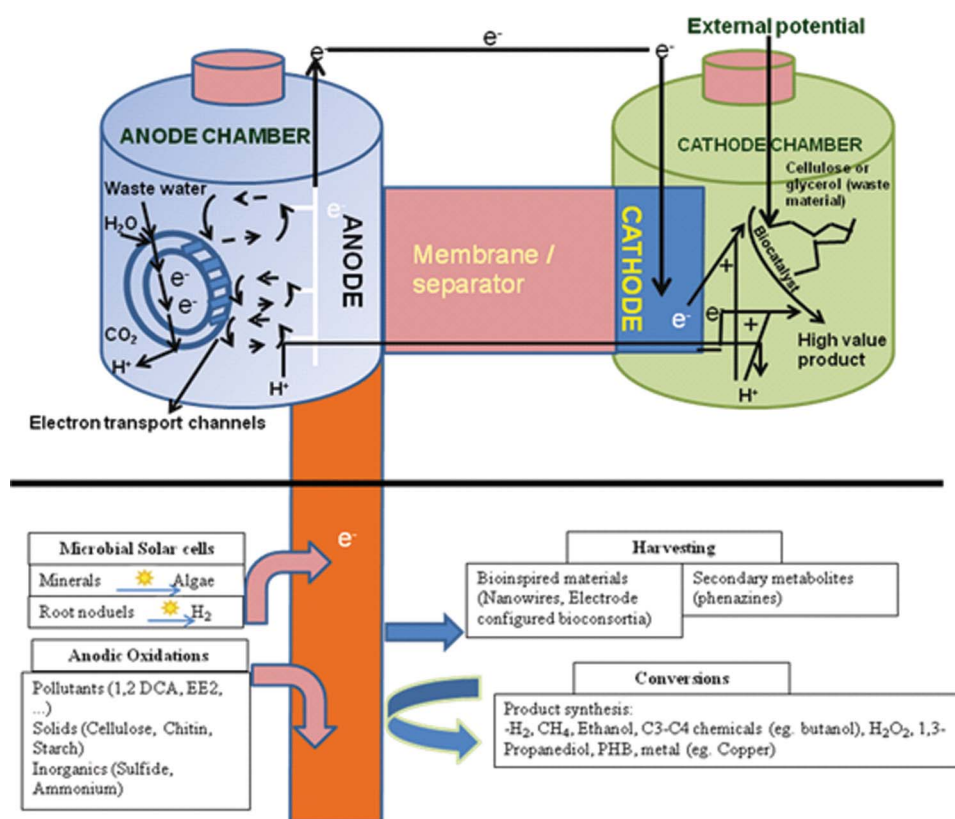 External potential
e-
e-
e-
ANODE CHAMBER
CATHODE CHAMBER
Waste water
Cellulose or
glycerol (waste
material)
H2O
e-
ANODE
Membrane /
separator
CATHODE
Biocatalyst
e-
e-
+
e-
e
+
CO2
H+
H+
High value
product
H+
Electron transport channels
e-
Microbial Solar cells
Minerals Algae
Root noduels H2
Anodic Oxidations
Pollutants (1,2 DCA, EE2,
...)
Solids (Cellulose, Chitin,
Starch)
Inorganics (Sulfide,
Ammonium)
Harvesting
Bioinspired materials
(Nanowires, Electrode
configured bioconsortia)
Secondary metabolites
(phenazines)
Conversions
Product synthesis:
-H2, CH4, Ethanol, C3-C4 chemicals (eg. butanol), H2O2, 1,3-
Propanediol, PHB, metal (eg. Copper)